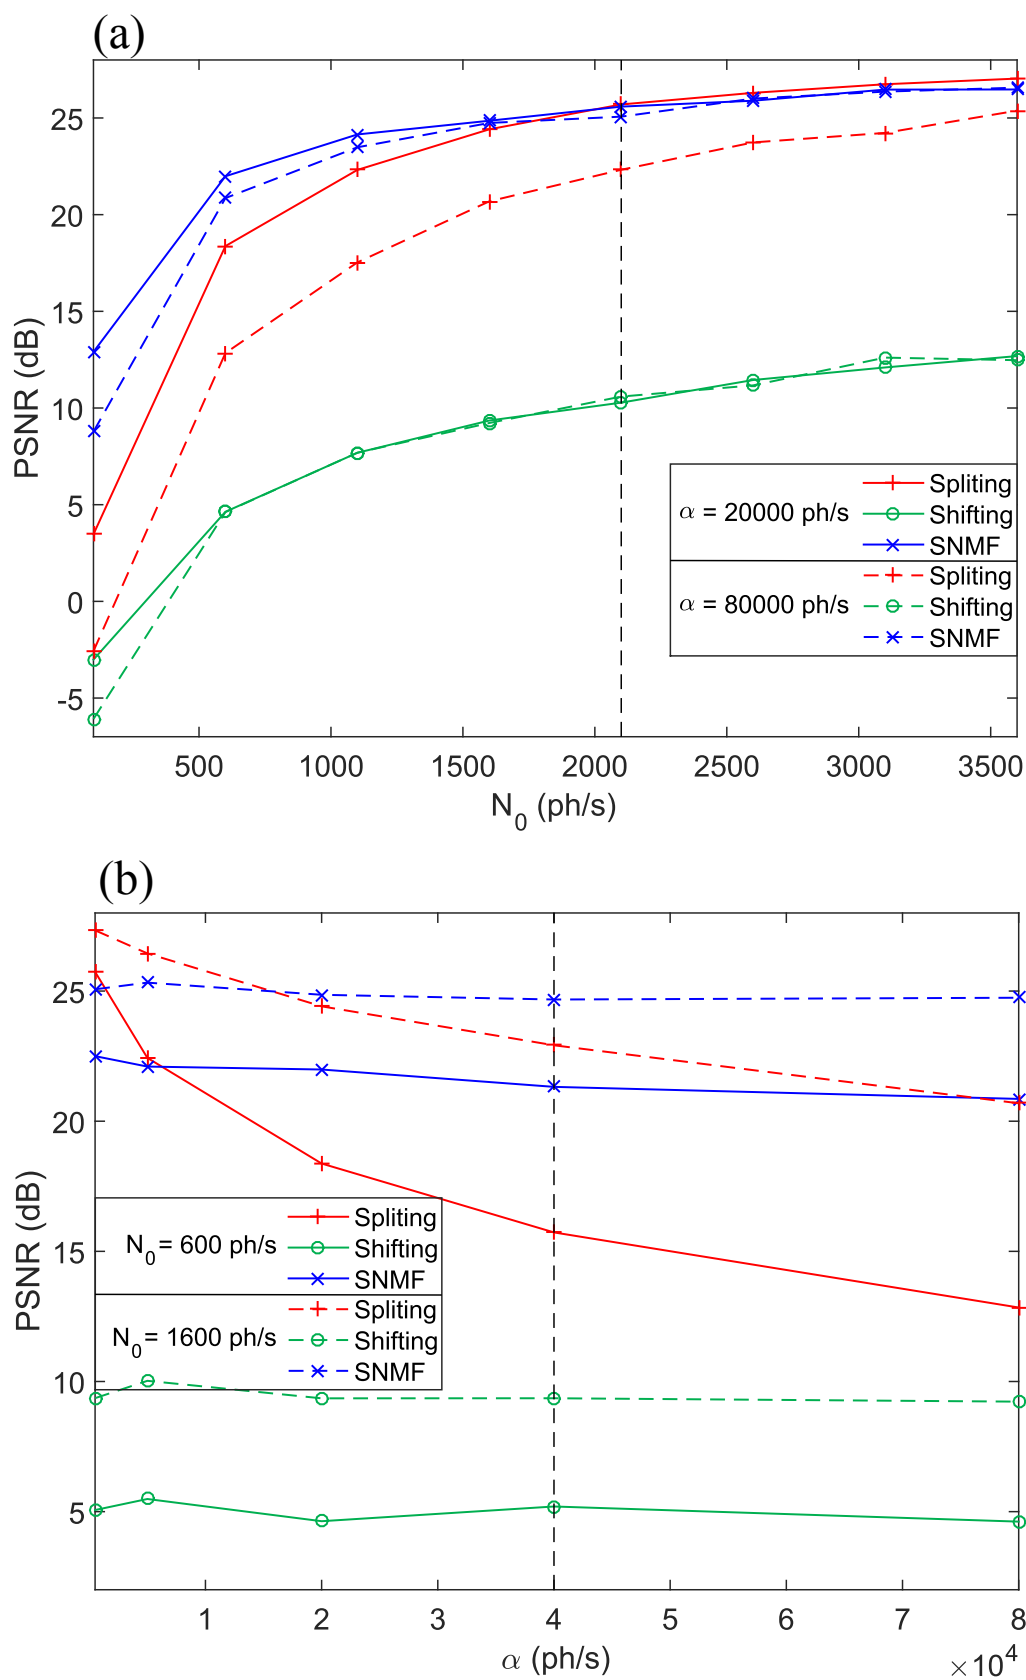 (a)
25
20
15
10
5
0
-5
PSNR (dB)
α = 20000 ph/s
Spliting
Shifting
SNMF
α = 80000 ph/s
Spliting
Shifting
SNMF
500 1000 1500 2000 2500 3000 3500
N0 (ph/s)
(b)
25
20
15
10
5
PSNR (dB)
N0= 600 ph/s
Spliting
Shifting
SNMF
N0= 1600 ph/s
Spliting
Shifting
SNMF
1 2 3 4 5 6 7 8
α (ph/s)
×10^4